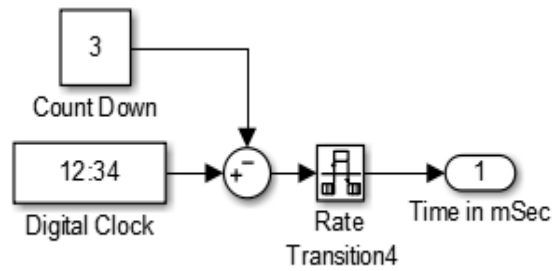 3
Count Down
12:34
Digital Clock
−
+
Rate
Transition4
1
Time in mSec